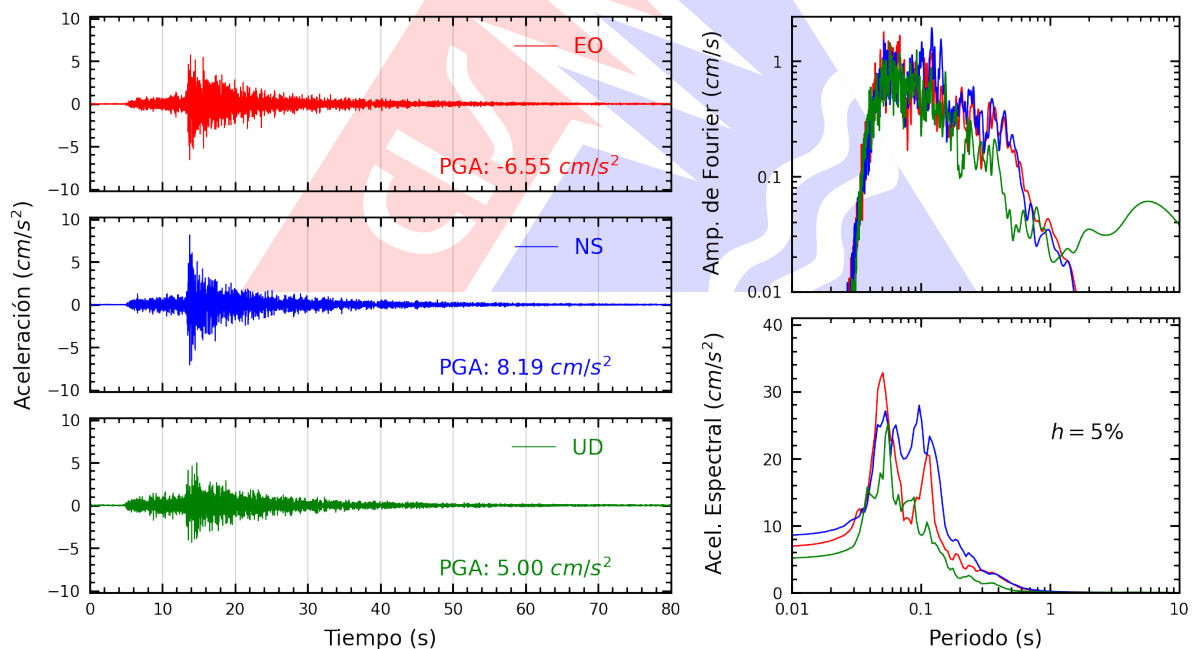 Aceleración (cm/s²)
10
5
0
−5
−10
EO
PGA: -6.55 cm/s²
10
5
0
−5
−10
NS
PGA: 8.19 cm/s²
10
5
0
−5
−10
UD
PGA: 5.00 cm/s²
0 10 20 30 40 50 60 70 80
Tiempo (s)
Amp. de Fourier (cm/s)
1
0.1
0.01
Acel. Espectral (cm/s²)
40
30
20
10
0
h = 5%
0.01 0.1 1 10
Periodo (s)